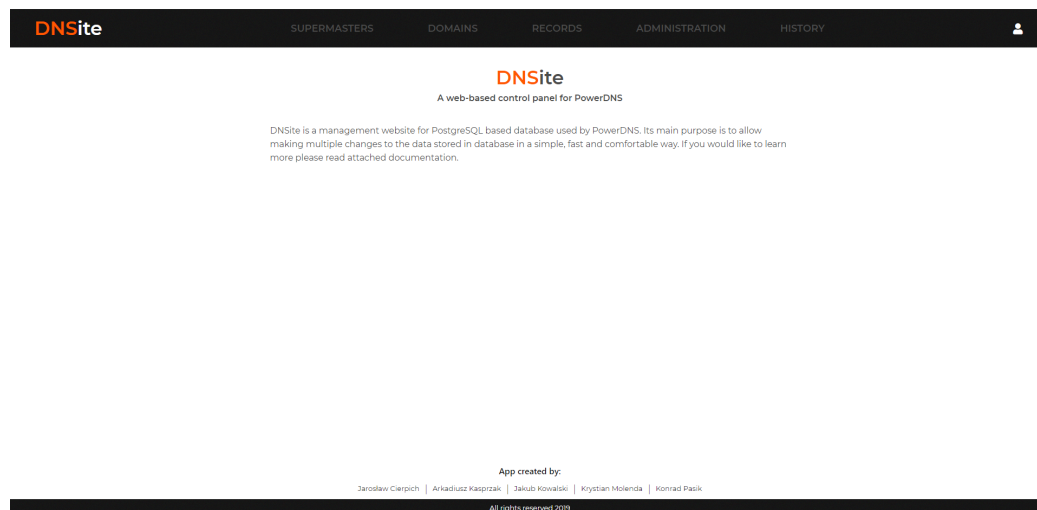 DNSite
SUPERMASTERS DOMAINS RECORDS ADMINISTRATION HISTORY
DNSite
A web-based control panel for PowerDNS
DNSite is a management website for PostgreSQL based database used by PowerDNS. Its main purpose is to allow
making multiple changes to the data stored in database in a simple, fast and comfortable way. If you would like to learn
more please read attached documentation.
App created by:
Jarosław Cierpich | Arkadiusz Kasprzak | Jakub Kowalski | Krystian Molenda | Konrad Pasik
All rights reserved 2019